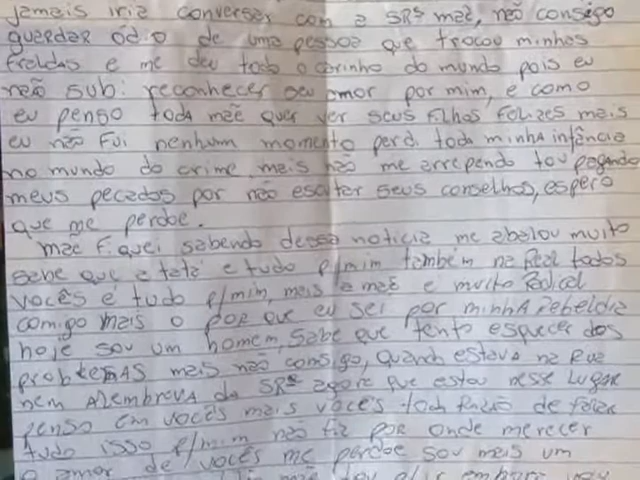 jamais iria conversar com a SRª mãe, não consigo
guardar odio de uma pessoa que trocou minhas
fraldas e me deu todo o carinho do mundo pois eu
não subi reconhecer seu amor por mim, e como
eu penso toda mãe quer ver seus filhos felizes mais
eu não fui nenhum momento perdi toda minha infância
no mundo do crime, mais não me arrependo tou pagando
meus pecados por não escutar seus conselhos, espero
que me perdoe.
mãe fiquei sabendo dessa noticia me abalou muito
sabe que a tata e tudo p/mim também na Real todos
vocês é tudo p/mim, mais a mãe e muito Radical
comigo mais o por que eu sei por minha Rebeldia
hoje sou um homem, sabe que tento esquecer dos
problemas mais não consigo, quando estava na Rua
nem Alembrava da SRª agora que estou nesse Lugar
penso em vocês mais vocês toda Razão de falar
tudo isso p/mim não fiz por onde merecer
o amor de vocês me perdoe sou mais um